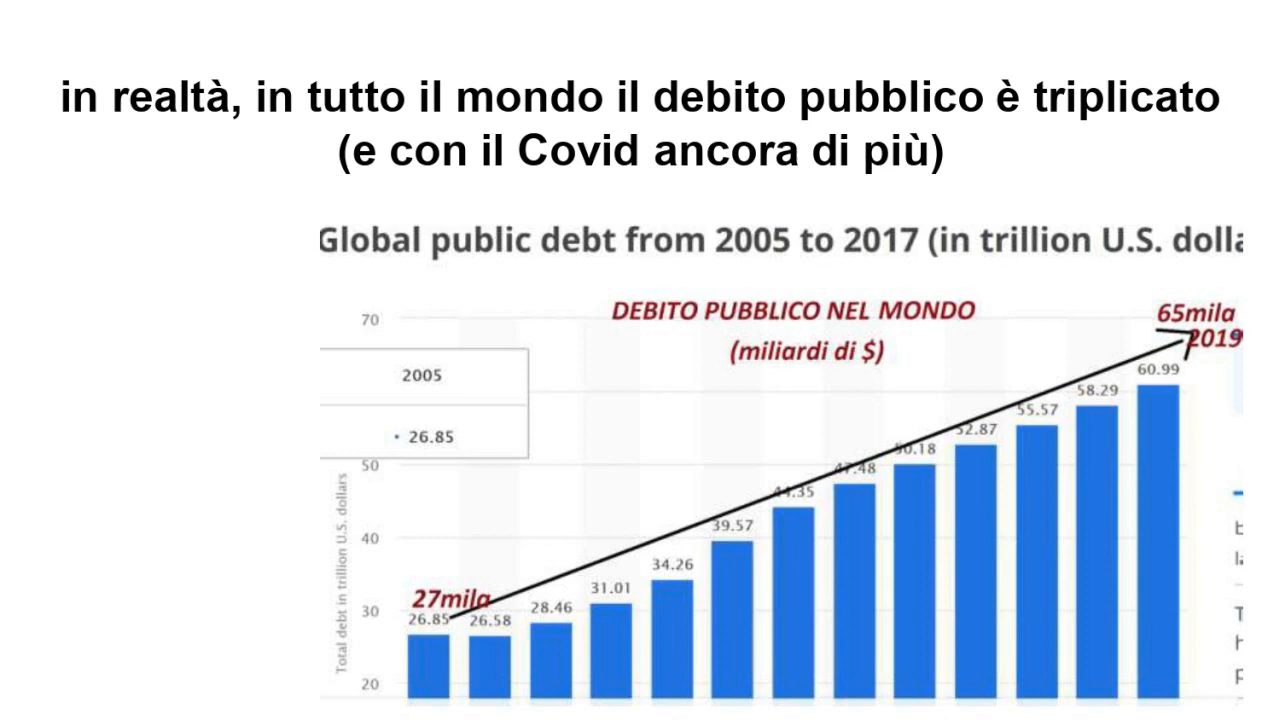 in realtà, in tutto il mondo il debito pubblico è triplicato
(e con il Covid ancora di più)
Global public debt from 2005 to 2017 (in trillion U.S. dolla
DEBITO PUBBLICO NEL MONDO
(miliardi di $)
65mila
2019
70
2005
• 26.85
50
40
30
20
Total debt in trillion U.S. dollars
27mila
26.85
26.58
28.46
31.01
34.26
39.57
44.35
47.48
50.18
52.87
55.57
58.29
60.99